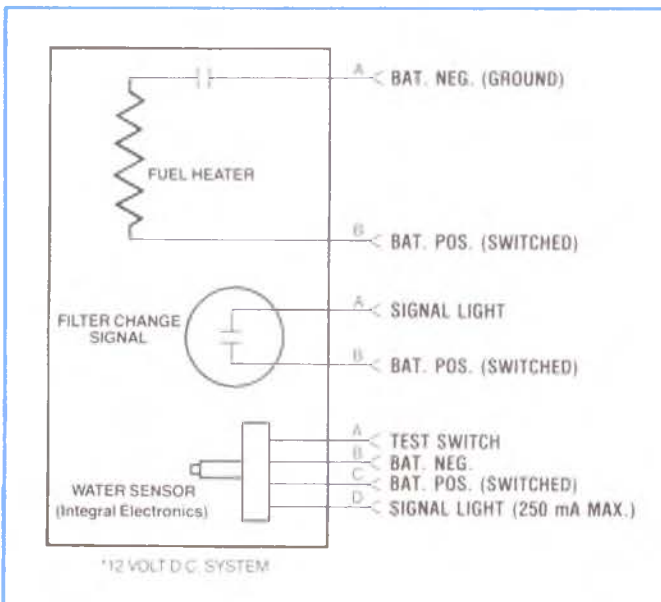 A BAT. NEG. (GROUND)
FUEL HEATER
B BAT. POS. (SWITCHED)
A SIGNAL LIGHT
FILTER CHANGE
SIGNAL
B BAT. POS. (SWITCHED)
A TEST SWITCH
B BAT. NEG.
C BAT. POS. (SWITCHED)
D SIGNAL LIGHT (250 mA MAX.)
WATER SENSOR
(Integral Electronics)
*12 VOLT D.C. SYSTEM